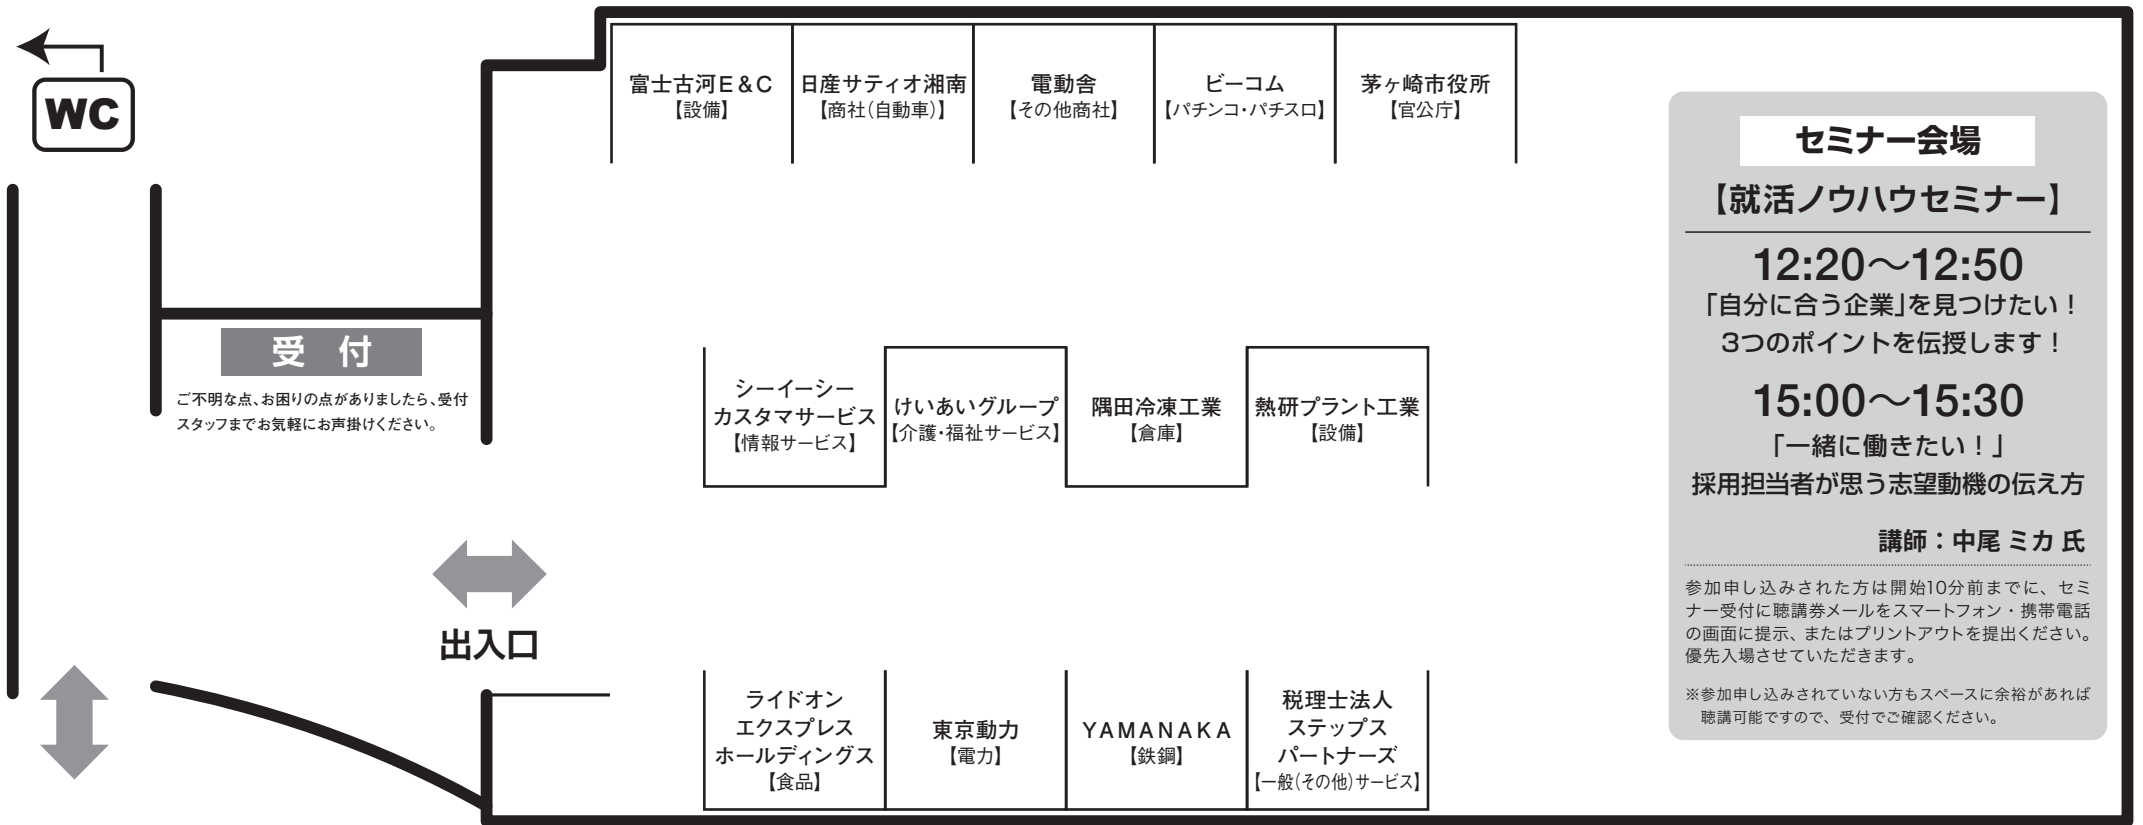 WC
富士古河E&C
【設備】
日産サティオ湘南
【商社(自動車)】
電動舎
【その他商社】
ビーコム
【パチンコ・パチスロ】
茅ヶ崎市役所
【官公庁】
受 付
ご不明な点、お困りの点がありましたら、受付
スタッフまでお気軽にお声掛けください。
シーイーシー
カスタマサービス
【情報サービス】
けいあいグループ
【介護・福祉サービス】
隅田冷凍工業
【倉庫】
熱研プラント工業
【設備】
出入口
ライドオン
エクスプレス
ホールディングス
【食品】
東京動力
【電力】
YAMANAKA
【鉄鋼】
税理士法人
ステップス
パートナーズ
【一般(その他)サービス】
セミナー会場
【就活ノウハウセミナー】
12:20〜12:50
「自分に合う企業」を見つけたい！
3つのポイントを伝授します！
15:00〜15:30
「一緒に働きたい！」
採用担当者が思う志望動機の伝え方
講師：中尾 ミカ 氏
参加申し込みされた方は開始10分前までに、セミ
ナー受付に聴講券メールをスマートフォン・携帯電話
の画面に提示、またはプリントアウトを提出ください。
優先入場させていただきます。
※参加申し込みされていない方もスペースに余裕があれば
聴講可能ですので、受付でご確認ください。